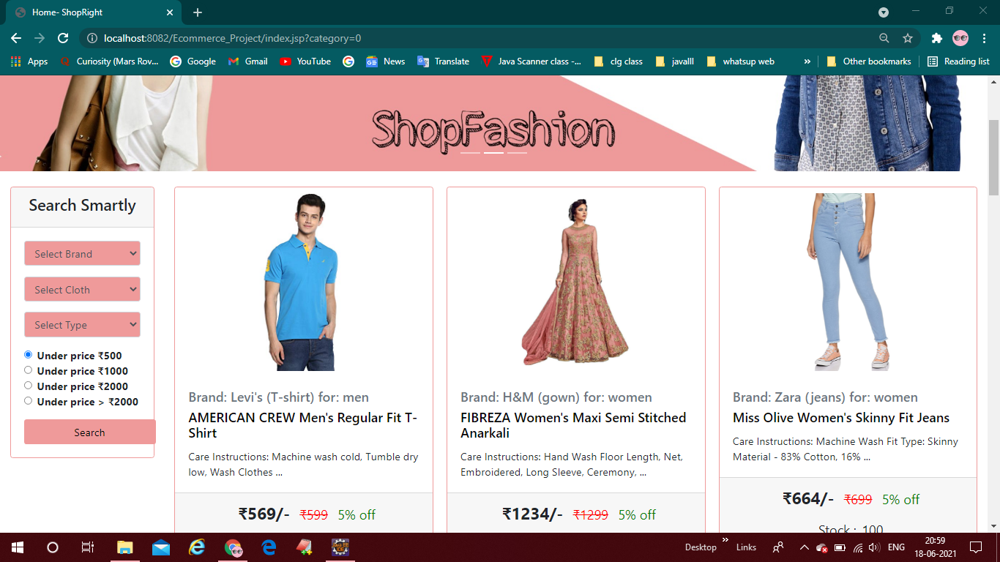 Home- ShopRight
localhost:8082/Ecommerce_Project/index.jsp?category=0
Apps Curiosity (Mars Rov... Google Gmail YouTube News Translate Java Scanner class -... clg class javalll whatsup web » Other bookmarks Reading list
ShopFashion
Search Smartly
Select Brand
Select Cloth
Select Type
Under price ₹500
Under price ₹1000
Under price ₹2000
Under price > ₹2000
Search
Brand: Levi's (T-shirt) for: men
AMERICAN CREW Men's Regular Fit T-
Shirt
Care Instructions: Machine wash cold, Tumble dry
low, Wash Clothes ...
₹569/- ₹599 5% off
Brand: H&M (gown) for: women
FIBREZA Women's Maxi Semi Stitched
Anarkali
Care Instructions: Hand Wash Floor Length, Net,
Embroidered, Long Sleeve, Ceremony, ...
₹1234/- ₹1299 5% off
Brand: Zara (jeans) for: women
Miss Olive Women's Skinny Fit Jeans
Care Instructions: Machine Wash Fit Type: Skinny
Material - 83% Cotton, 16% ...
₹664/- ₹699 5% off
Stock : 100
Desktop » Links ENG 20:59
18-06-2021